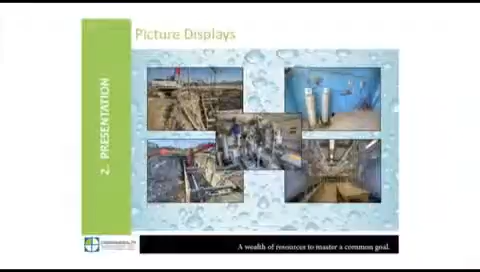 Picture Displays
2. PRESENTATION
A wealth of resources to master a common goal.